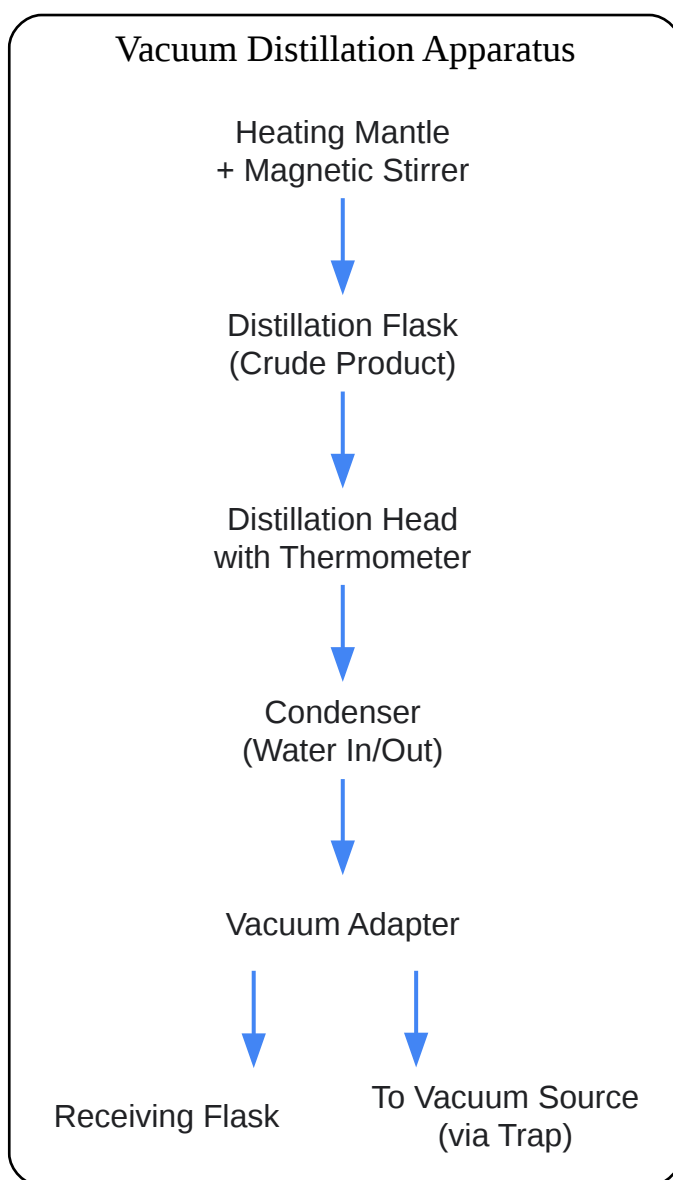 Vacuum Distillation Apparatus
Heating Mantle
+ Magnetic Stirrer
Distillation Flask
(Crude Product)
Distillation Head
with Thermometer
Condenser
(Water In/Out)
Vacuum Adapter
Receiving Flask
To Vacuum Source
(via Trap)